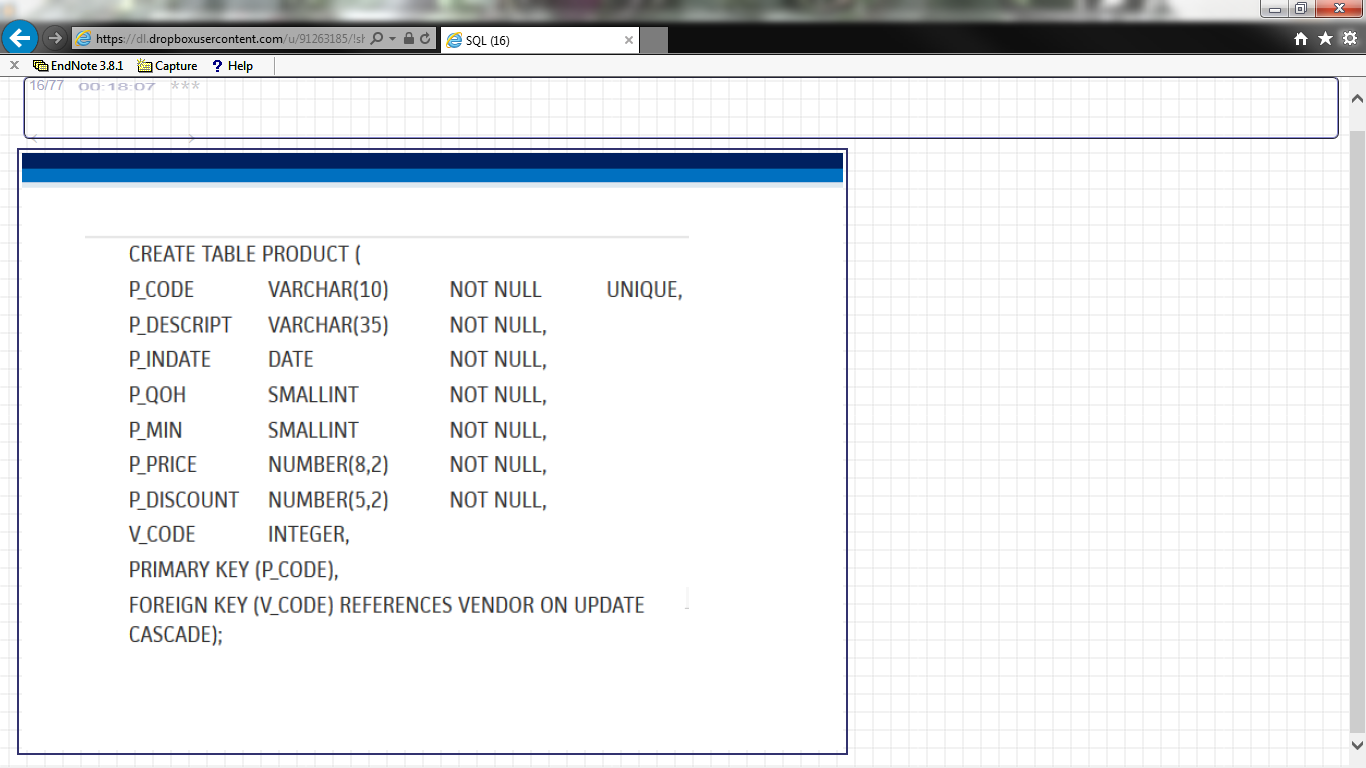 https://dl.dropboxusercontent.com/u/91263185/!sh
SQL (16)
EndNote 3.8.1 Capture Help
16/77 00:18:07 ***
< >
CREATE TABLE PRODUCT (
P_CODE VARCHAR(10) NOT NULL UNIQUE,
P_DESCRIPT VARCHAR(35) NOT NULL,
P_INDATE DATE NOT NULL,
P_QOH SMALLINT NOT NULL,
P_MIN SMALLINT NOT NULL,
P_PRICE NUMBER(8,2) NOT NULL,
P_DISCOUNT NUMBER(5,2) NOT NULL,
V_CODE INTEGER,
PRIMARY KEY (P_CODE),
FOREIGN KEY (V_CODE) REFERENCES VENDOR ON UPDATE
CASCADE);